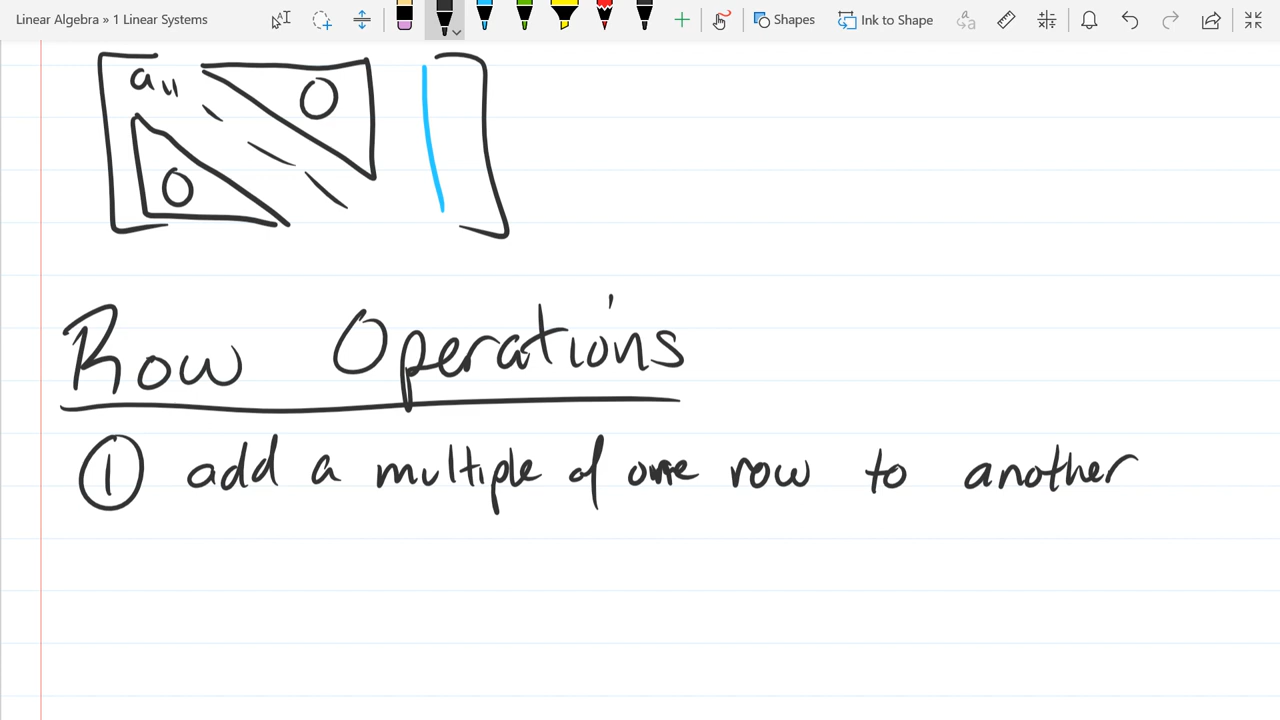 Linear Algebra » 1 Linear Systems
Shapes
Ink to Shape
a₁₁
0
0
Row Operations
① add a multiple of one row to another